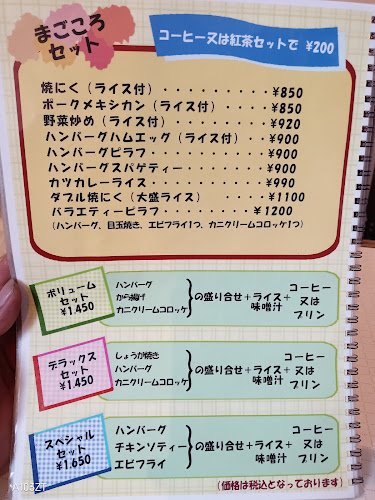 まごころ
セット
コーヒー又は紅茶セットで ¥200
焼にく（ライス付）・・・・・・・・・¥850
ポークメキシカン（ライス付）・・・・¥850
野菜炒め（ライス付）・・・・・・・・¥920
ハンバーグハムエッグ（ライス付）・・¥900
ハンバーグピラフ・・・・・・・・・・¥900
ハンバーグスパゲティー・・・・・・・¥900
カツカレーライス・・・・・・・・・・¥990
ダブル焼にく（大盛ライス）・・・・¥1100
バラエティーピラフ・・・・・・・・¥1200
（ハンバーグ、目玉焼き、エビフライ1つ、カニクリームコロッケ1つ）
ボリューム
セット
¥1.450
ハンバーグ
から揚げ
カニクリームコロッケ
の盛り合せ＋ライス＋
味噌汁
コーヒー
又は
プリン
デラックス
セット
¥1.450
しょうが焼き
ハンバーグ
カニクリームコロッケ
の盛り合せ＋ライス＋
味噌汁
コーヒー
又は
プリン
スペシャル
セット
¥1.650
ハンバーグ
チキンソティー
エビフライ
の盛り合せ＋ライス＋
味噌汁
コーヒー
又は
プリン
（価格は税込となっております）